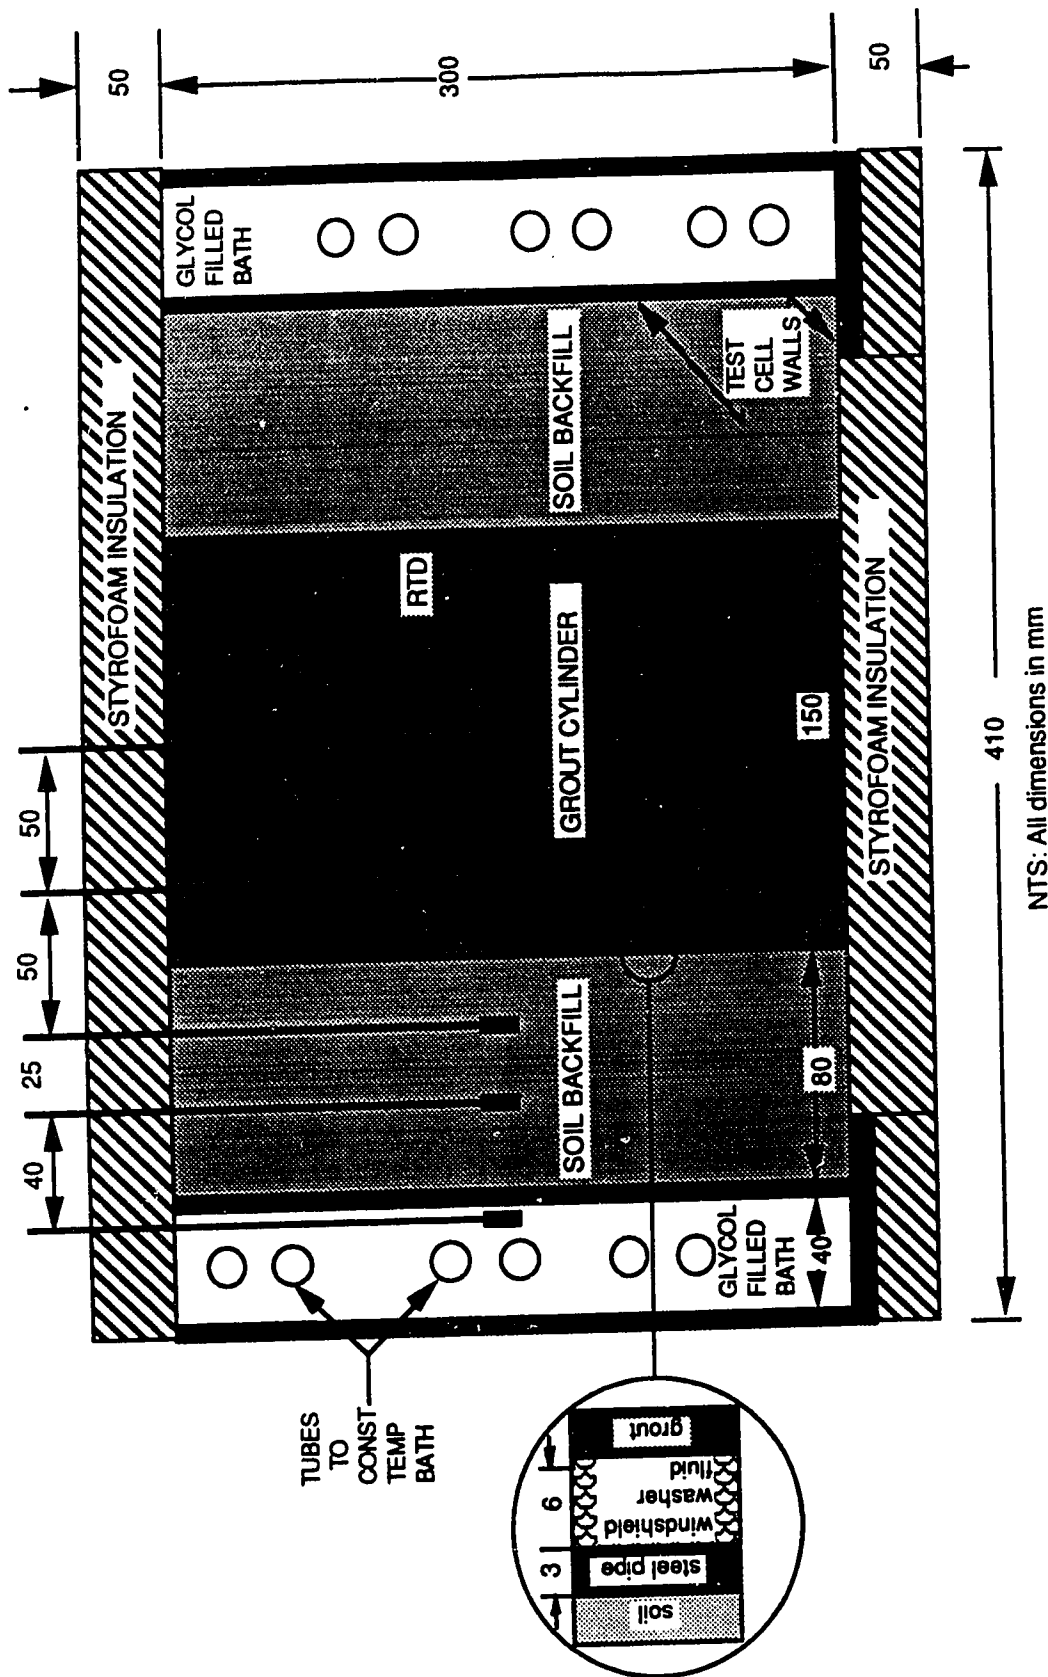 40
25
50
50
STYROFOAM INSULATION
50
300
50
TUBES
TO
CONST
TEMP
BATH
GLYCOL
FILLED
BATH
40
SOIL BACKFILL
80
RTD
GROUT CYLINDER
150
SOIL BACKFILL
GLYCOL
FILLED
BATH
TEST
CELL
WALLS
STYROFOAM INSULATION
3
6
soil
steel pipe
windshield
washer
fluid
grout
410
NTS: All dimensions in mm